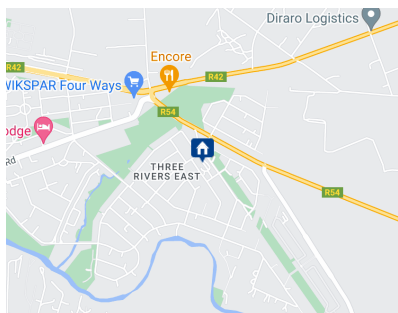 Diraro Logistics
R42
Encore
R42
WIKSPAR Four Ways
R54
odge
Rd
THREE
RIVERS EAST
R54